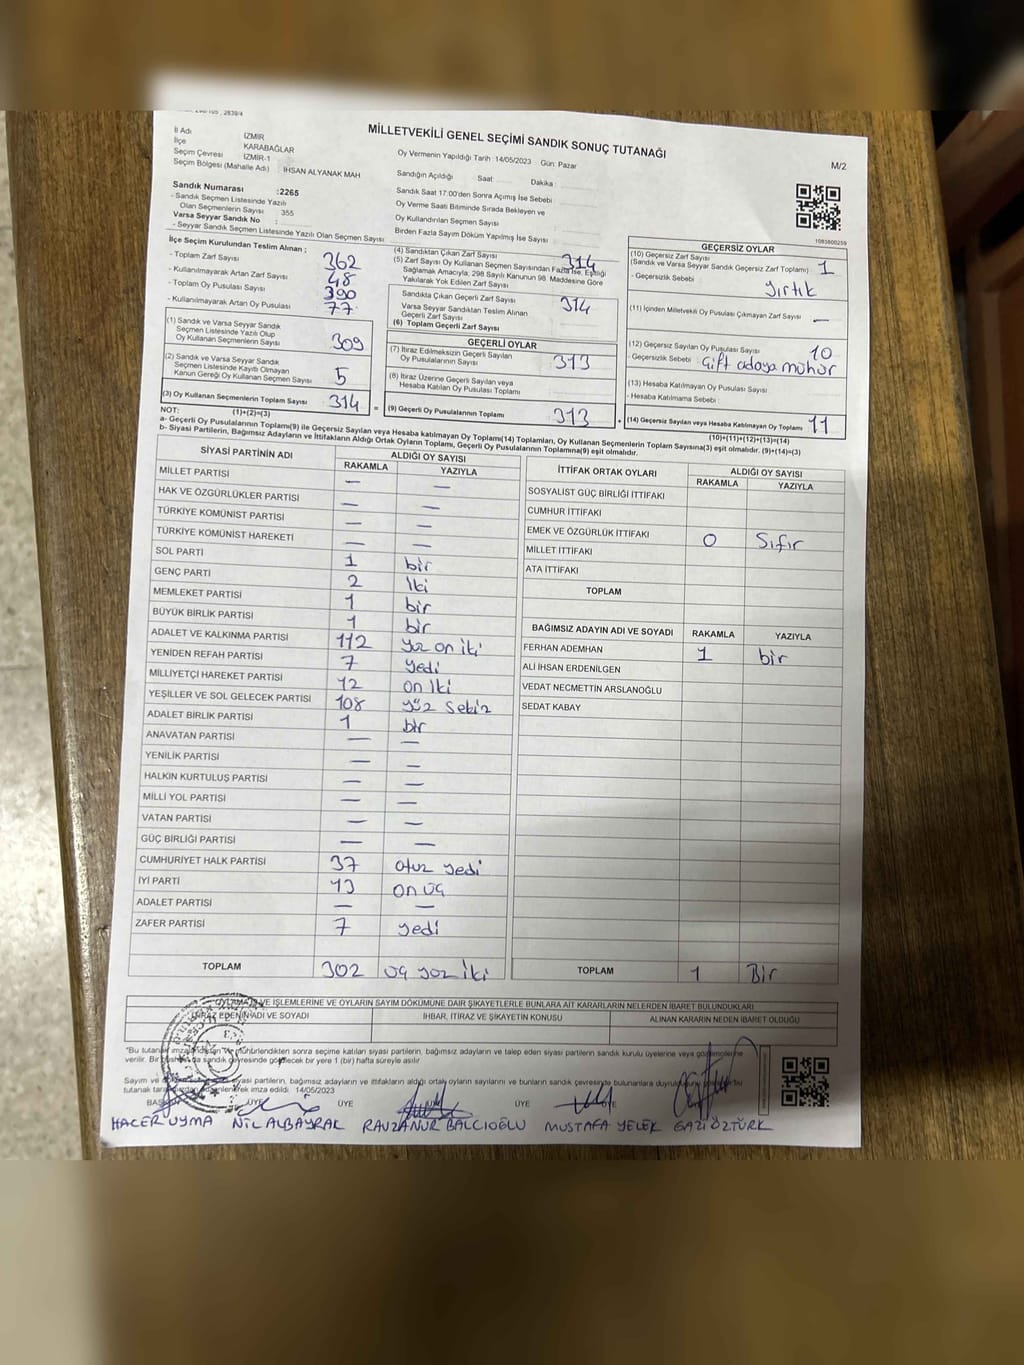 MİLLETVEKİLİ GENEL SEÇİMİ SANDIK SONUÇ TUTANAĞI
M/2
İl Adı İZMİR
İlçe KARABAĞLAR
Seçim Çevresi İZMİR-1
Seçim Bölgesi (Mahalle Adı) : İHSAN ALYANAK MAH
Sandık Numarası :2265
- Sandık Seçmen Listesinde Yazılı
Olan Seçmenlerin Sayısı 355
Varsa Seyyar Sandık No :
- Seyyar Sandık Seçmen Listesinde Yazılı Olan Seçmen Sayısı
Oy Vermenin Yapıldığı Tarih :14/05/2023 Gün: Pazar
Sandığın Açıldığı Saat Dakika :
Sandık Saat 17:00'den Sonra Açımış İse Sebebi :
Oy Verme Saati Bitiminde Sırada Bekleyen ve
Oy Kullandırılan Seçmen Sayısı
Birden Fazla Sayım Döküm Yapılmış İse Sayısı :
1083800259
İlçe Seçim Kurulundan Teslim Alınan :
- Toplam Zarf Sayısı 362
- Kullanılmayarak Artan Zarf Sayısı 48
- Toplam Oy Pusulası Sayısı 390
- Kullanılmayarak Artan Oy Pusulası 77
(1) Sandık ve Varsa Seyyar Sandık
Seçmen Listesinde Yazılı Olup
Oy Kullanan Seçmenlerin Sayısı 309
(2) Sandık ve Varsa Seyyar Sandık
Seçmen Listesinde Kayıtlı Olmayan
Kanun Gereği Oy Kullanan Seçmen Sayısı 5
(3) Oy Kullanan Seçmenlerin Toplam Sayısı 314
(4) Sandıktan Çıkan Zarf Sayısı 314
(5) Zarf Sayısı Oy Kullanan Seçmen Sayısından Fazla İse, Eşitliği
Sağlamak Amacıyla, 298 Sayılı Kanunun 98. Maddesine Göre
Yakılarak Yok Edilen Zarf Sayısı
Sandıkta Çıkan Geçerli Zarf Sayısı 314
Varsa Seyyar Sandıktan Teslim Alınan
Geçerli Zarf Sayısı
(6) Toplam Geçerli Zarf Sayısı
GEÇERLİ OYLAR
(7) İtiraz Edilmeksizin Geçerli Sayılan
Oy Pusulalarının Sayısı 313
(8) İtiraz Üzerine Geçerli Sayılan veya
Hesaba Katılan Oy Pusulası Toplamı
= (9) Geçerli Oy Pusulalarının Toplamı 313
GEÇERSİZ OYLAR
(10) Geçersiz Zarf Sayısı 1
(Sandık ve Varsa Seyyar Sandık Geçersiz Zarf Toplamı)
- Geçersizlik Sebebi : yırtık
(11) İçinden Milletvekili Oy Pusulası Çıkmayan Zarf Sayısı —
(12) Geçersiz Sayılan Oy Pusulası Sayısı 10
- Geçersizlik Sebebi : Çift adaya mühür
(13) Hesaba Katılmayan Oy Pusulası Sayısı
- Hesaba Katılmama Sebebi :
+ (14) Geçersiz Sayılan veya Hesaba Katılmayan Oy Toplamı 11
NOT: (1)+(2)=(3)
(10)+(11)+(12)+(13)=(14)
a- Geçerli Oy Pusulaları Toplamı(9) ile Geçersiz Sayılan veya Hesaba katılmayan Oy Toplamı(14) Toplamları, Oy Kullanan Seçmenlerin Toplam Sayısına(3) eşit olmalıdır. (9)+(14)=(3)
b- Siyasi Partilerin, Bağımsız Adayların ve İttifakların Aldığı Ortak Oyların Toplamı, Geçerli Oy Pusulalarının Toplamına(9) eşit olmalıdır.
SİYASİ PARTİNİN ADI ALDIĞI OY SAYISI
RAKAMLA YAZIYLA
MİLLET PARTİSİ — —
HAK VE ÖZGÜRLÜKLER PARTİSİ — —
TÜRKİYE KOMÜNİST PARTİSİ — —
TÜRKİYE KOMÜNİST HAREKETİ — —
SOL PARTİ 1 bir
GENÇ PARTİ 2 İki
MEMLEKET PARTİSİ 1 bir
BÜYÜK BİRLİK PARTİSİ 1 bir
ADALET VE KALKINMA PARTİSİ 112 yüz on iki
YENİDEN REFAH PARTİSİ 7 yedi
MİLLİYETÇİ HAREKET PARTİSİ 12 on iki
YEŞİLLER VE SOL GELECEK PARTİSİ 108 yüz sekiz
ADALET BİRLİK PARTİSİ 1 bir
ANAVATAN PARTİSİ — —
YENİLİK PARTİSİ — —
HALKIN KURTULUŞ PARTİSİ — —
MİLLİ YOL PARTİSİ — —
VATAN PARTİSİ — —
GÜÇ BİRLİĞİ PARTİSİ — —
CUMHURİYET HALK PARTİSİ 37 otuz yedi
İYİ PARTİ 13 on üç
ADALET PARTİSİ — —
ZAFER PARTİSİ 7 yedi
TOPLAM 302 üç yüz iki
İTTİFAK ORTAK OYLARI ALDIĞI OY SAYISI
RAKAMLA YAZIYLA
SOSYALİST GÜÇ BİRLİĞİ İTTİFAKI
CUMHUR İTTİFAKI
EMEK VE ÖZGÜRLÜK İTTİFAKI 0 Sıfır
MİLLET İTTİFAKI
ATA İTTİFAKI
TOPLAM
BAĞIMSIZ ADAYIN ADI VE SOYADI RAKAMLA YAZIYLA
FERHAN ADEMHAN 1 bir
ALİ İHSAN ERDENİLGEN
VEDAT NECMETTİN ARSLANOĞLU
SEDAT KABAY
TOPLAM 1 Bir
OYLAMA VE İŞLEMLERİNE VE OYLARIN SAYIM DÖKÜMÜNE DAİR ŞİKAYETLERLE BUNLARA AİT KARARLARIN NELERDEN İBARET BULUNDUKLARI
İTİRAZ EDENİN ADI VE SOYADI İHBAR, İTİRAZ VE ŞİKAYETİN KONUSU ALINAN KARARIN NEDEN İBARET OLDUĞU
*Bu tutanak mühürlendikten sonra seçime katılan siyasi partilerin, bağımsız adayların ve talep eden siyasi partilerin sandık kurulu üyelerine veya gözlemcilerine
verilir. Bir sandık çevresinde görülebilecek bir yere 1 (bir) hafta süreyle asılır
Sayım ve siyasi partilerin, bağımsız adayların ve ittifakların aldığı ortak oyların sayılarını ve bunların sandık çevresinde bulunanlara
tutanak imza edildi. 14/05/2023
BAŞKAN ÜYE ÜYE ÜYE
HACER UYMA NİL ALBAYRAK RAVZANUR BALCIOĞLU MUSTAFA YELEK GAZİ ÖZTÜRK